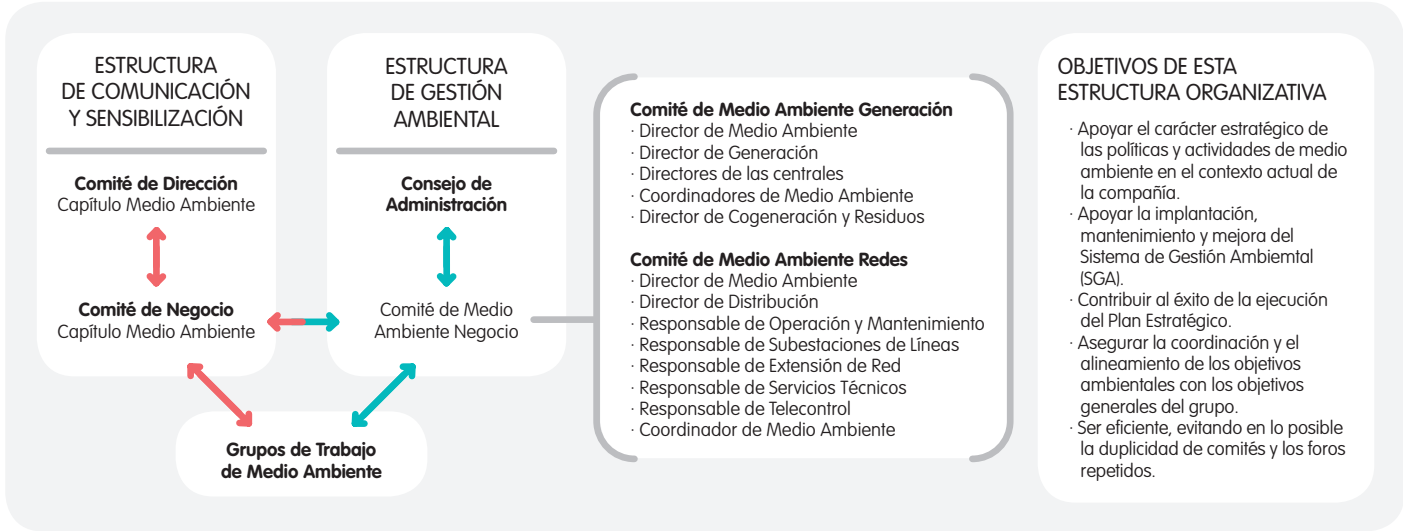 ESTRUCTURA
DE COMUNICACIÓN
Y SENSIBILIZACIÓN
Comité de Dirección
Capítulo Medio Ambiente
Comité de Negocio
Capítulo Medio Ambiente
ESTRUCTURA
DE GESTIÓN
AMBIENTAL
Consejo de
Administración
Comité de Medio
Ambiente Negocio
Grupos de Trabajo
de Medio Ambiente
Comité de Medio Ambiente Generación
· Director de Medio Ambiente
· Director de Generación
· Directores de las centrales
· Coordinadores de Medio Ambiente
· Director de Cogeneración y Residuos
Comité de Medio Ambiente Redes
· Director de Medio Ambiente
· Director de Distribución
· Responsable de Operación y Mantenimiento
· Responsable de Subestaciones de Líneas
· Responsable de Extensión de Red
· Responsable de Servicios Técnicos
· Responsable de Telecontrol
· Coordinador de Medio Ambiente
OBJETIVOS DE ESTA
ESTRUCTURA ORGANIZATIVA
· Apoyar el carácter estratégico de
las políticas y actividades de medio
ambiente en el contexto actual de
la compañía.
· Apoyar la implantación,
mantenimiento y mejora del
Sistema de Gestión Ambiemtal
(SGA).
· Contribuir al éxito de la ejecución
del Plan Estratégico.
· Asegurar la coordinación y el
alineamiento de los objetivos
ambientales con los objetivos
generales del grupo.
· Ser eficiente, evitando en lo posible
la duplicidad de comités y los foros
repetidos.